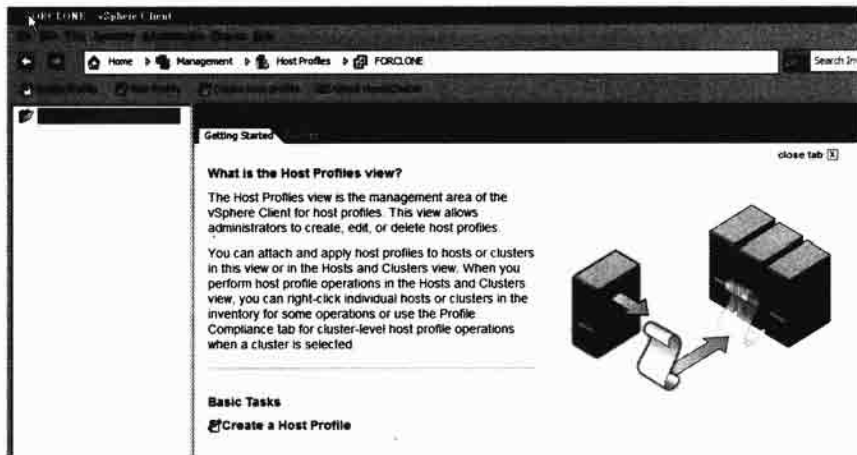 FORCLONE vSphere Client
Home Management Host Profiles FORCLONE
Search Inv
Getting Started
close tab X
What is the Host Profiles view?
The Host Profiles view is the management area of the
vSphere Client for host profiles. This view allows
administrators to create, edit, or delete host profiles.
You can attach and apply host profiles to hosts or clusters
in this view or in the Hosts and Clusters view. When you
perform host profile operations in the Hosts and Clusters
view, you can right-click individual hosts or clusters in the
inventory for some operations or use the Profile
Compliance tab for cluster-level host profile operations
when a cluster is selected
Basic Tasks
Create a Host Profile